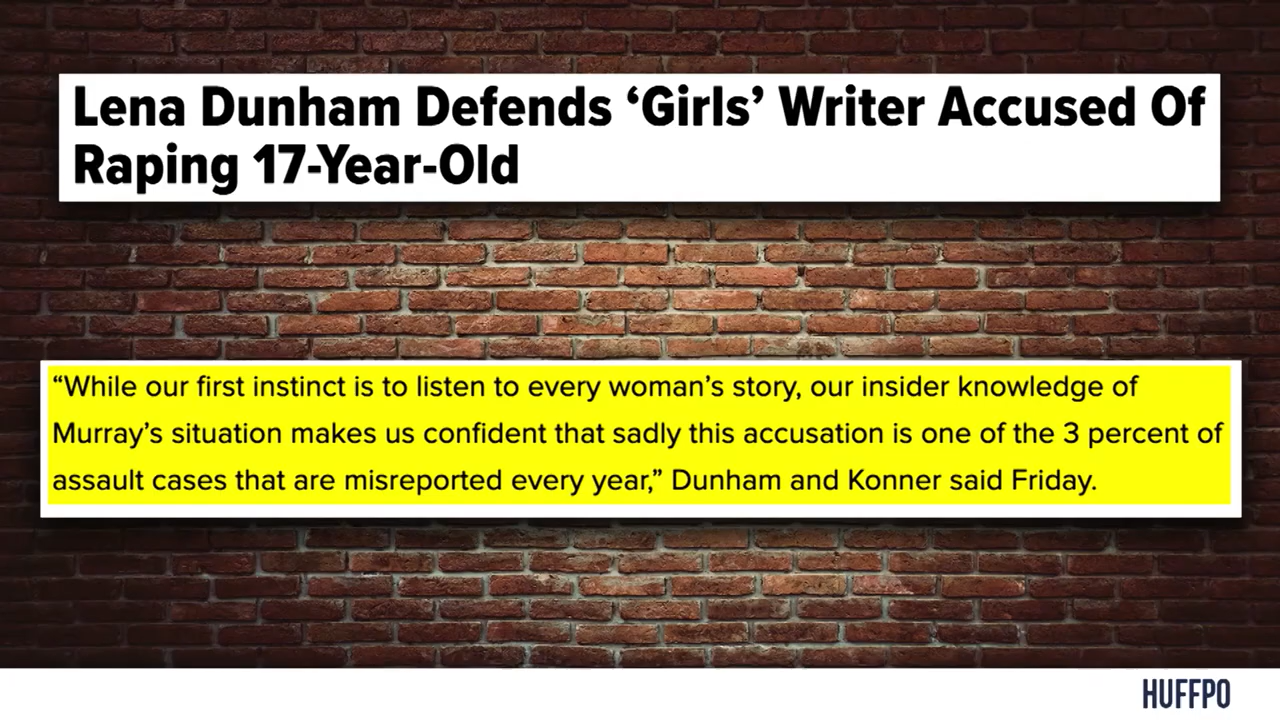 Lena Dunham Defends ‘Girls’ Writer Accused Of
Raping 17-Year-Old
“While our first instinct is to listen to every woman’s story, our insider knowledge of
Murray’s situation makes us confident that sadly this accusation is one of the 3 percent of
assault cases that are misreported every year,” Dunham and Konner said Friday.
HUFFPO